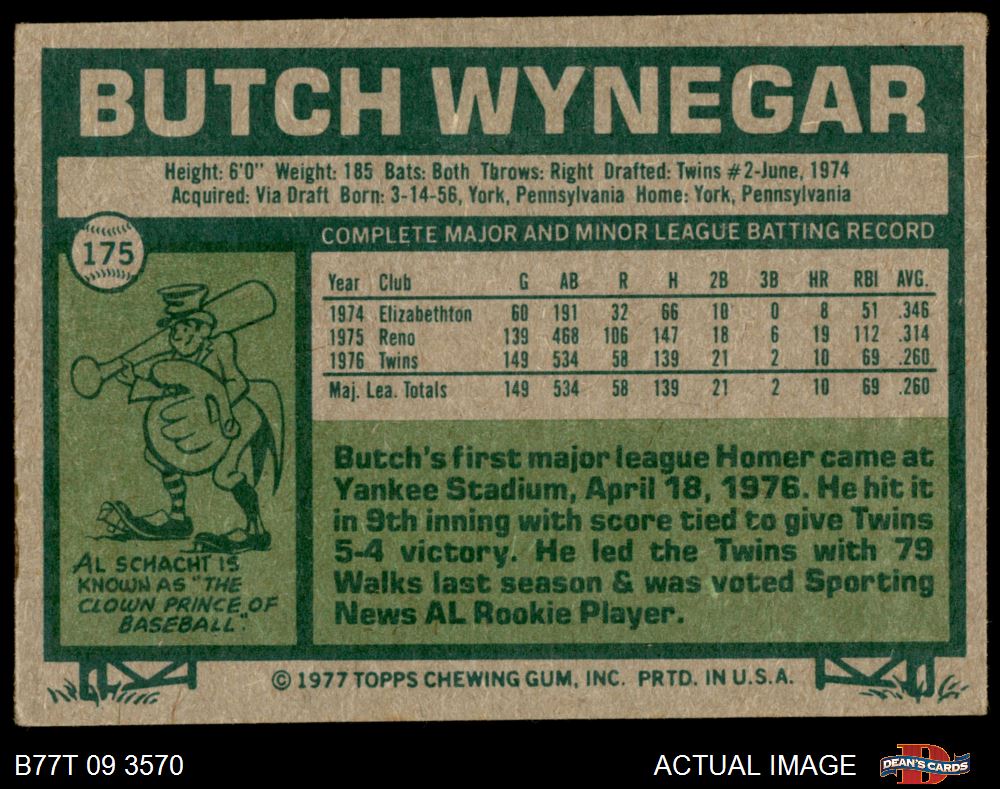 BUTCH WYNEGAR
Height: 6'0" Weight: 185 Bats: Both Throws: Right Drafted: Twins #2-June, 1974
Acquired: Via Draft Born: 3-14-56, York, Pennsylvania Home: York, Pennsylvania
175
COMPLETE MAJOR AND MINOR LEAGUE BATTING RECORD
Year Club G AB R H 2B 3B HR RBI AVG.
1974 Elizabethton 60 191 32 66 10 0 8 51 .346
1975 Reno 139 468 106 147 18 6 19 112 .314
1976 Twins 149 534 58 139 21 2 10 69 .260
Maj. Lea. Totals 149 534 58 139 21 2 10 69 .260
AL SCHACHT IS
KNOWN AS "THE
CLOWN PRINCE OF
BASEBALL".
Butch's first major league Homer came at
Yankee Stadium, April 18, 1976. He hit it
in 9th inning with score tied to give Twins
5-4 victory. He led the Twins with 79
Walks last season & was voted Sporting
News AL Rookie Player.
© 1977 TOPPS CHEWING GUM, INC. PRTD. IN U.S.A.
B77T 09 3570
ACTUAL IMAGE
DEAN'S CARDS